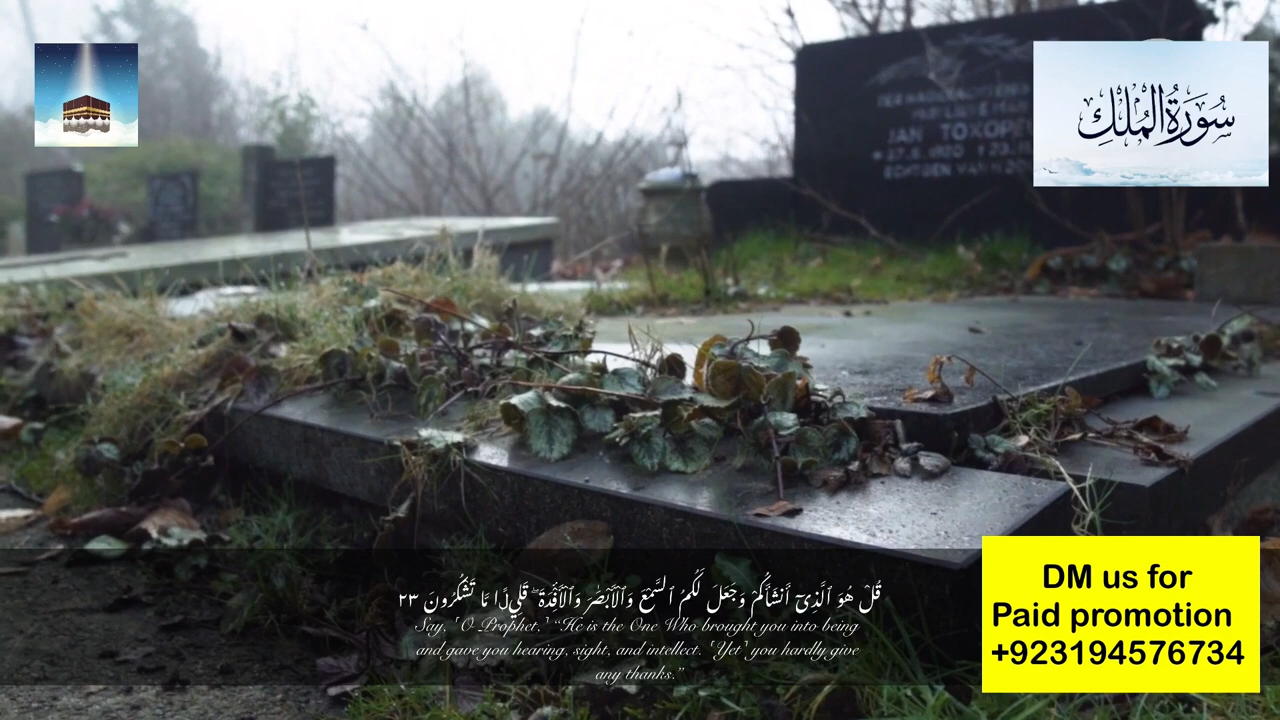 سُورَةُ المُلْكِ
JAN TOKOPE
قُلْ هُوَ ٱلَّذِىٓ أَنشَأَكُمْ وَجَعَلَ لَكُمُ ٱلسَّمْعَ وَٱلْأَبْصَـٰرَ وَٱلْأَفْـِٔدَةَ ۖ قَلِيلًۭا مَّا تَشْكُرُونَ ٢٣
Say, ˹O Prophet,˺ “He is the One Who brought you into being
and gave you hearing, sight, and intellect. ˹Yet˺ you hardly give
any thanks.”
DM us for
Paid promotion
+923194576734